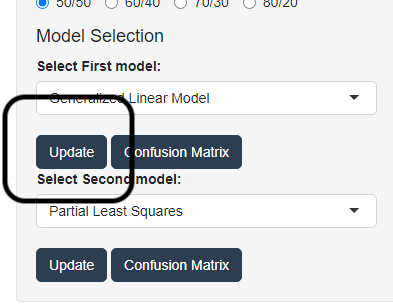 50/50 60/40 70/30 80/20
Model Selection
Select First model:
Generalized Linear Model
Update Confusion Matrix
Select Second model:
Partial Least Squares
Update Confusion Matrix